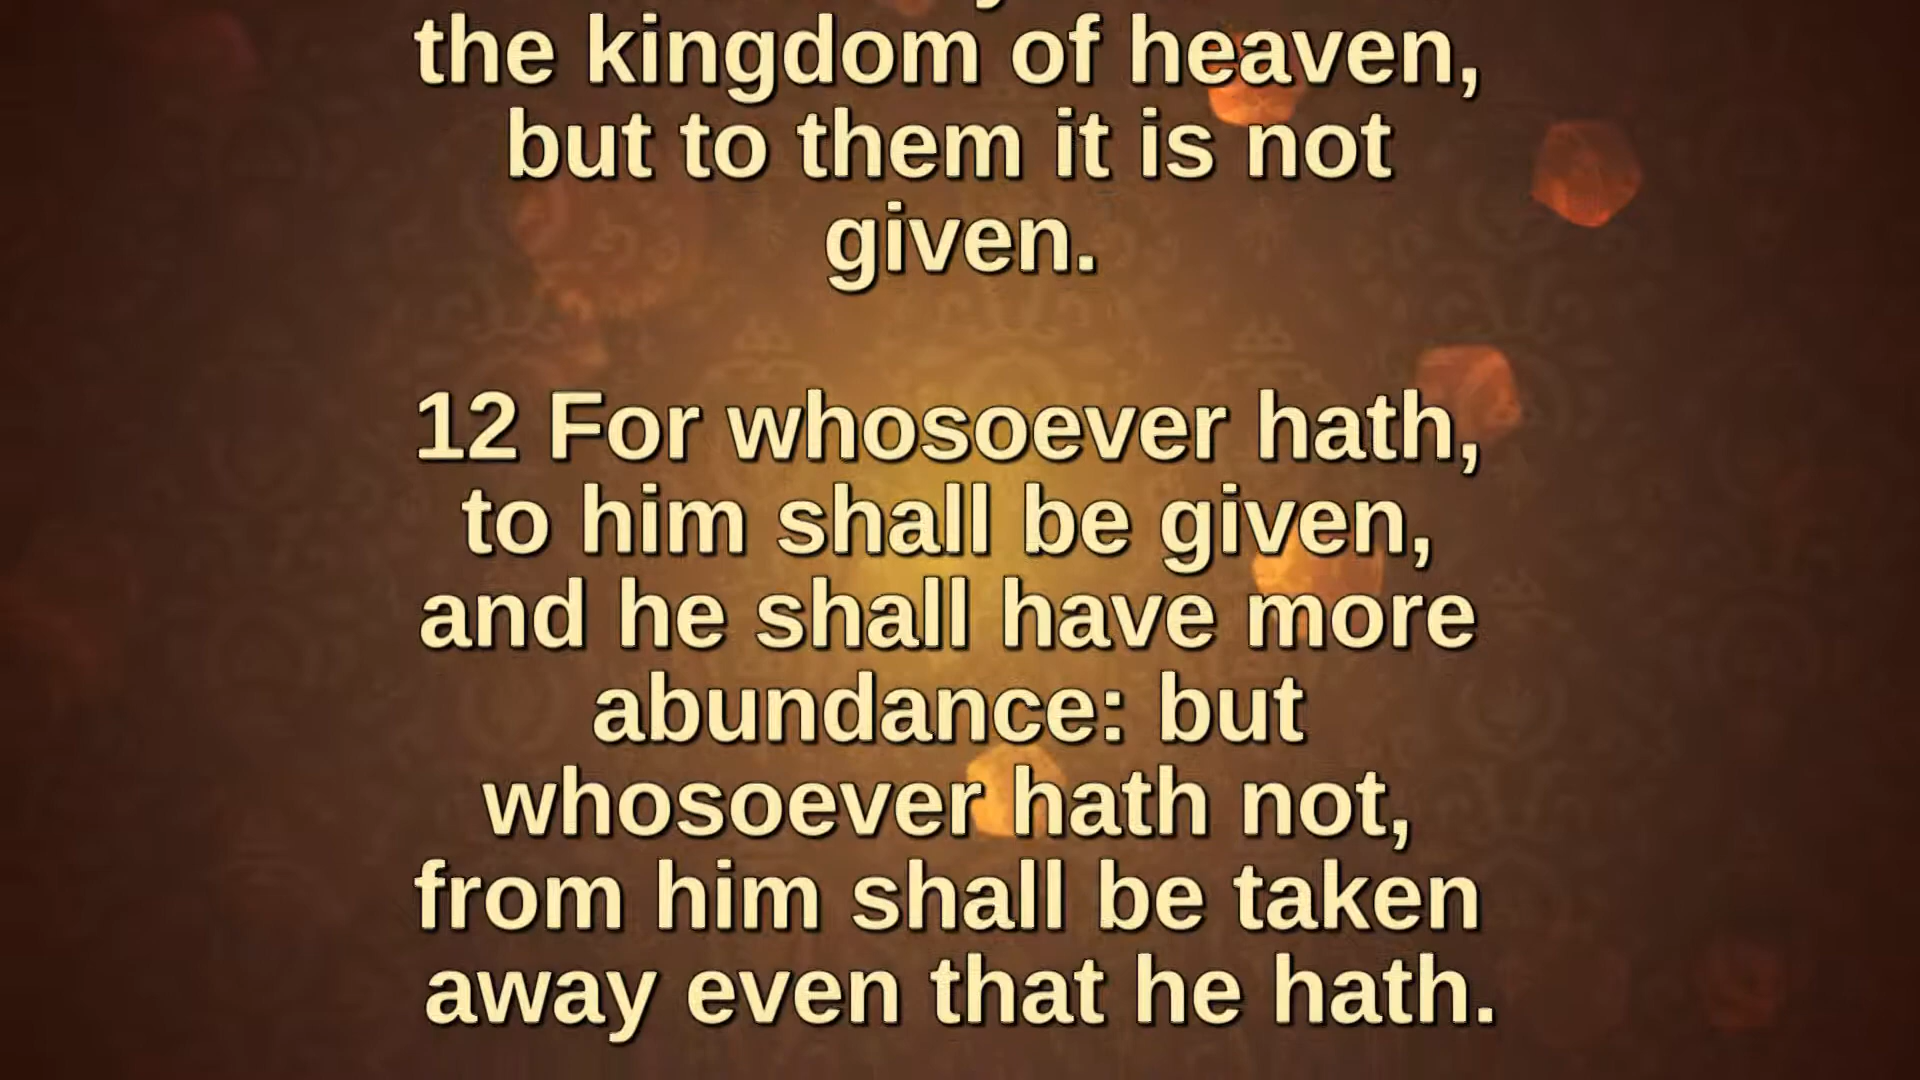 the kingdom of heaven,
but to them it is not
given.
12 For whosoever hath,
to him shall be given,
and he shall have more
abundance: but
whosoever hath not,
from him shall be taken
away even that he hath.